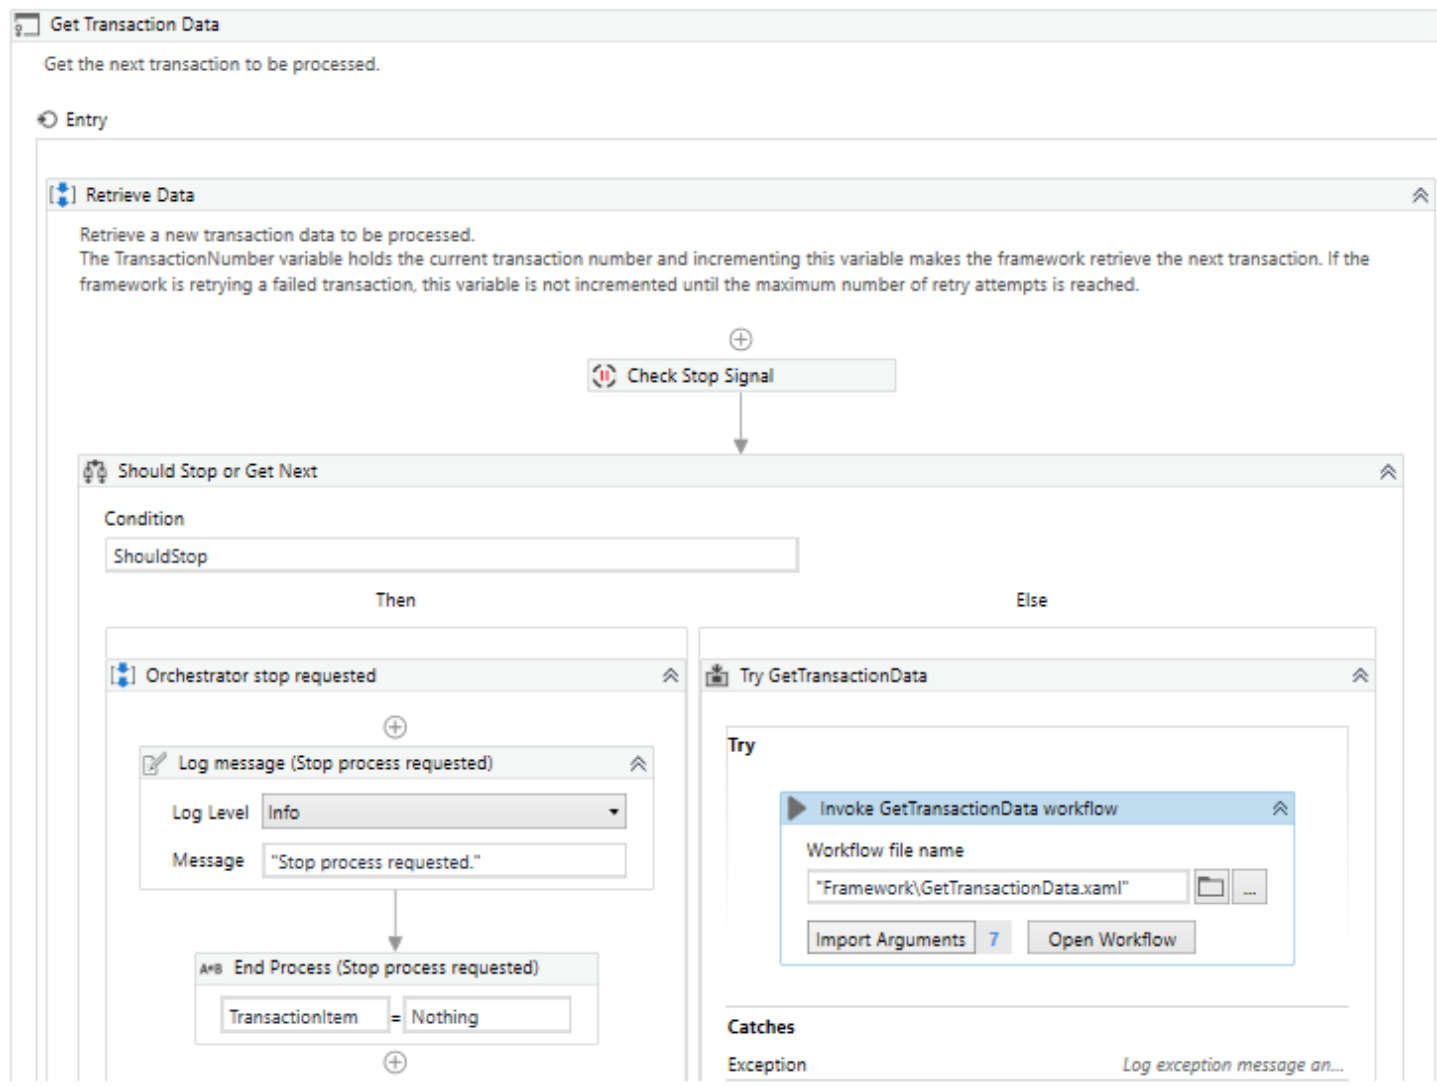 Get Transaction Data
Get the next transaction to be processed.
Entry
Retrieve Data
Retrieve a new transaction data to be processed.
The TransactionNumber variable holds the current transaction number and incrementing this variable makes the framework retrieve the next transaction. If the
framework is retrying a failed transaction, this variable is not incremented until the maximum number of retry attempts is reached.
Check Stop Signal
Should Stop or Get Next
Condition
ShouldStop
Then
Else
Orchestrator stop requested
Log message (Stop process requested)
Log Level Info
Message "Stop process requested."
A*B End Process (Stop process requested)
TransactionItem = Nothing
Try GetTransactionData
Try
Invoke GetTransactionData workflow
Workflow file name
"Framework\GetTransactionData.xaml" ...
Import Arguments 7 Open Workflow
Catches
Exception Log exception message an...